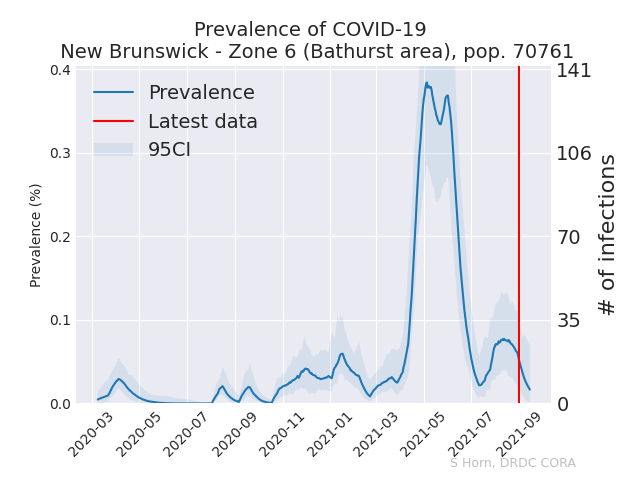 Prevalence of COVID-19
New Brunswick - Zone 6 (Bathurst area), pop. 70761
Prevalence
Latest data
95CI
Prevalence (%)
0.4
0.3
0.2
0.1
0.0
141
106
70
35
0
# of infections
2020-03
2020-05
2020-07
2020-09
2020-11
2021-01
2021-03
2021-05
2021-07
2021-09
S Horn, DRDC CORA